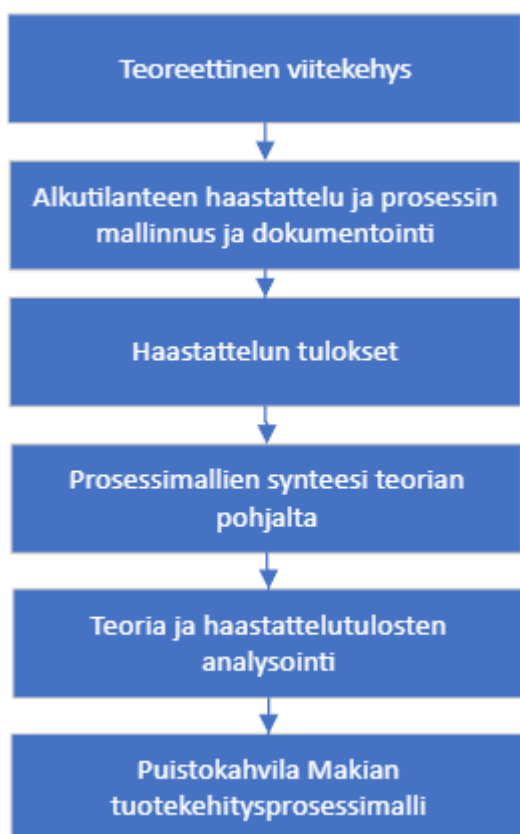 Teoreettinen viitekehys
Alkutilanteen haastattelu ja prosessin
mallinnus ja dokumentointi
Haastattelun tulokset
Prosessimallien synteesi teorian
pohjalta
Teoria ja haastattelutulosten
analysointi
Puistokahvila Makian
tuotekehitysprosessimalli